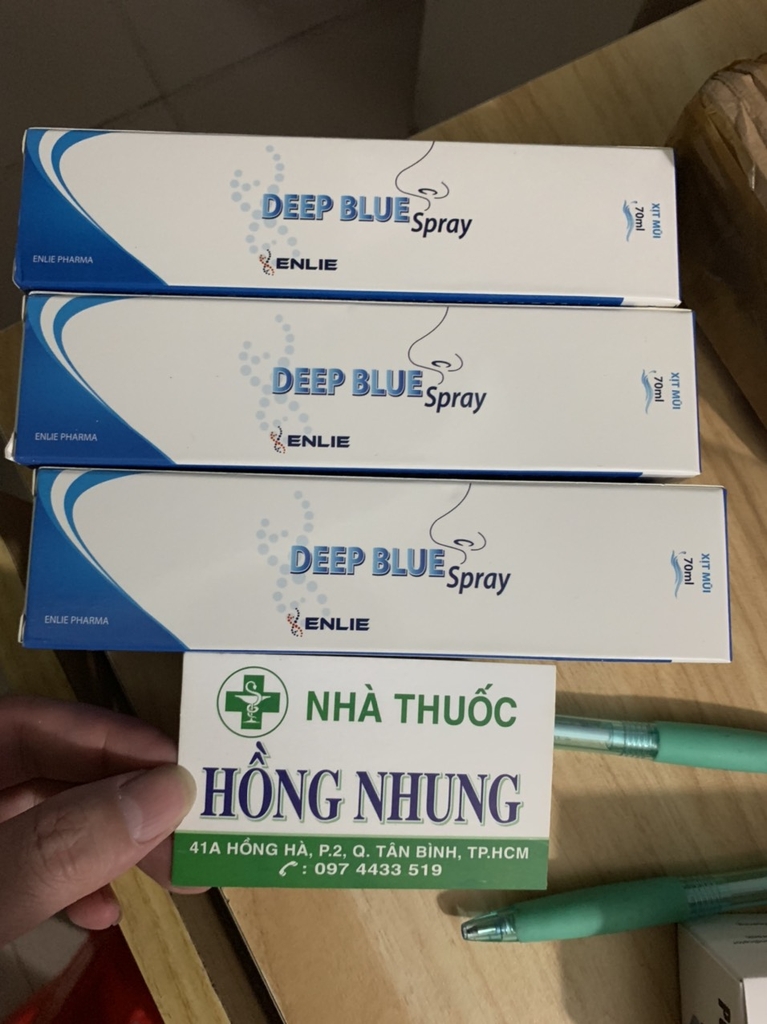 DEEP BLUE
Spray
ENLIE
ENLIE PHARMA
XỊT MŨI
70ml
DEEP BLUE
Spray
ENLIE
ENLIE PHARMA
XỊT MŨI
70ml
DEEP BLUE
Spray
ENLIE
ENLIE PHARMA
XỊT MŨI
70ml
NHÀ THUỐC
HỒNG NHUNG
41A HỒNG HÀ, P.2, Q. TÂN BÌNH, TP.HCM
: 097 4433 519